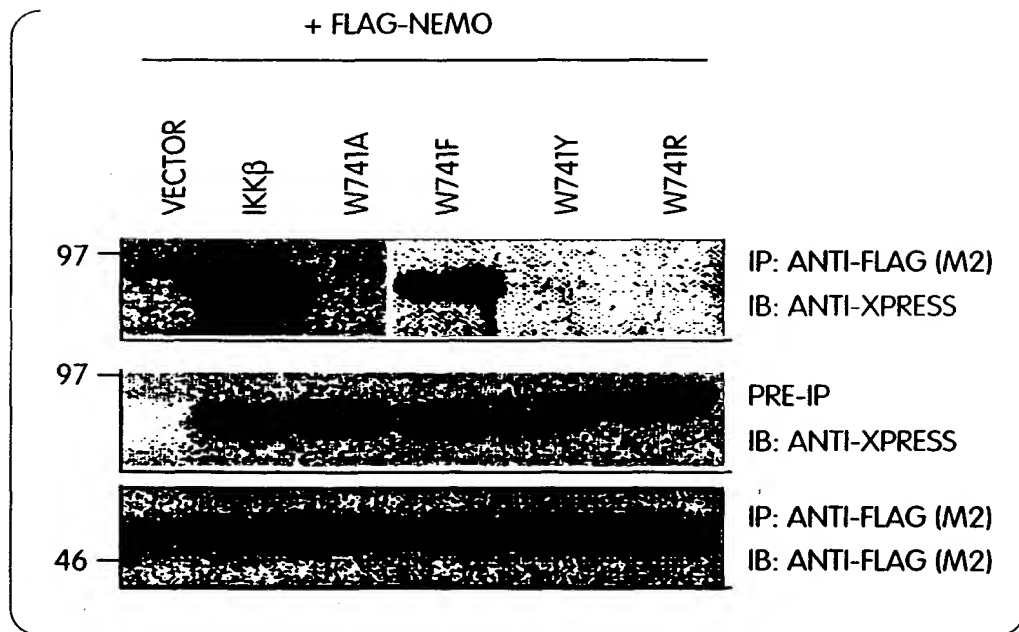 + FLAG-NEMO
VECTOR
IKKβ
W741A
W741F
W741Y
W741R
97
IP: ANTI-FLAG (M2)
IB: ANTI-XPRESS
97
PRE-IP
IB: ANTI-XPRESS
46
IP: ANTI-FLAG (M2)
IB: ANTI-FLAG (M2)